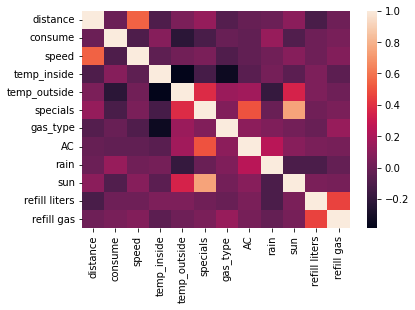 distance
consume
speed
temp_inside
temp_outside
specials
gas_type
AC
rain
sun
refill liters
refill gas
distance
consume
speed
temp_inside
temp_outside
specials
gas_type
AC
rain
sun
refill liters
refill gas
1.0
0.8
0.6
0.4
0.2
0.0
−0.2